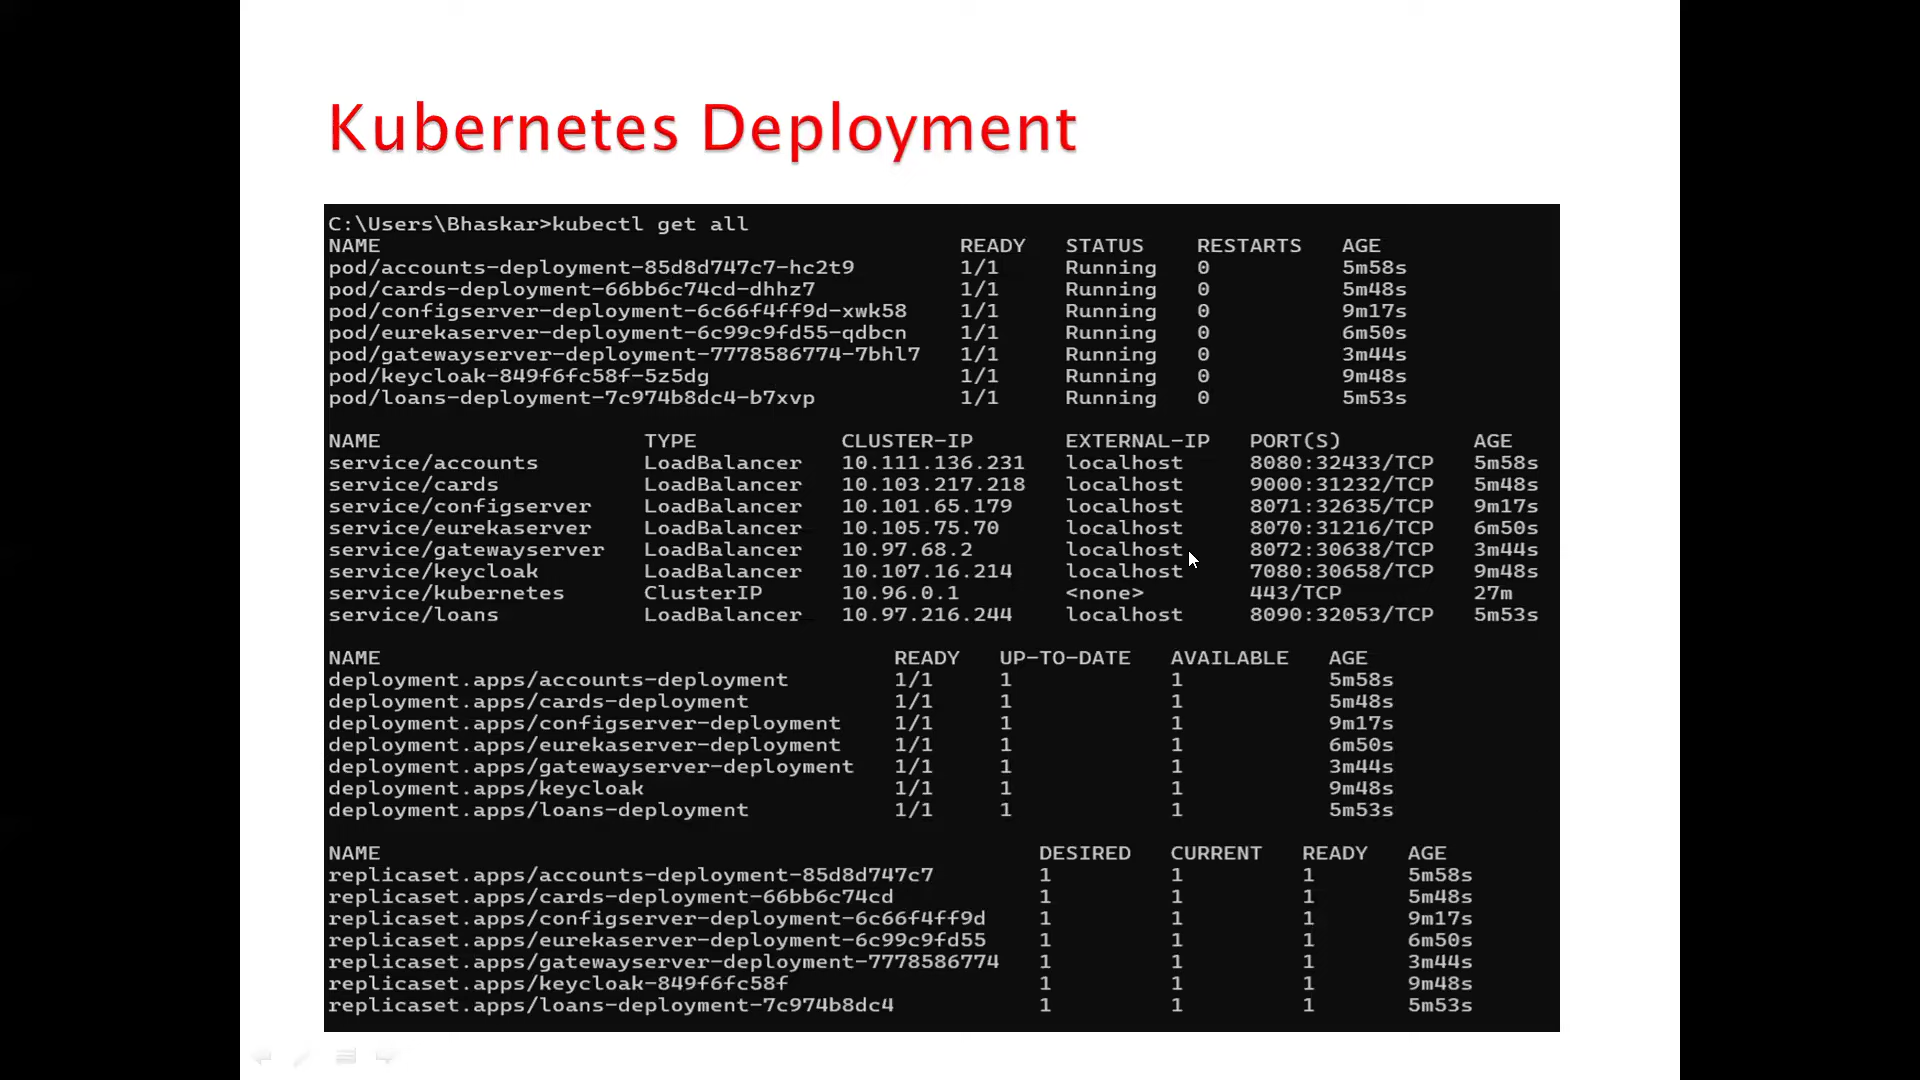 Kubernetes Deployment
C:\Users\Bhaskar>kubectl get all
NAME READY STATUS RESTARTS AGE
pod/accounts-deployment-85d8d747c7-hc2t9 1/1 Running 0 5m58s
pod/cards-deployment-66bb6c74cd-dhhz7 1/1 Running 0 5m48s
pod/configserver-deployment-6c66f4ff9d-xwk58 1/1 Running 0 9m17s
pod/eurekaserver-deployment-6c99c9fd55-qdbcn 1/1 Running 0 6m50s
pod/gatewayserver-deployment-7778586774-7bhl7 1/1 Running 0 3m44s
pod/keycloak-849f6fc58f-5z5dg 1/1 Running 0 9m48s
pod/loans-deployment-7c974b8dc4-b7xvp 1/1 Running 0 5m53s
NAME TYPE CLUSTER-IP EXTERNAL-IP PORT(S) AGE
service/accounts LoadBalancer 10.111.136.231 localhost 8080:32433/TCP 5m58s
service/cards LoadBalancer 10.103.217.218 localhost 9000:31232/TCP 5m48s
service/configserver LoadBalancer 10.101.65.179 localhost 8071:32635/TCP 9m17s
service/eurekaserver LoadBalancer 10.105.75.70 localhost 8070:31216/TCP 6m50s
service/gatewayserver LoadBalancer 10.97.68.2 localhost 8072:30638/TCP 3m44s
service/keycloak LoadBalancer 10.107.16.214 localhost 7080:30658/TCP 9m48s
service/kubernetes ClusterIP 10.96.0.1 <none> 443/TCP 27m
service/loans LoadBalancer 10.97.216.244 localhost 8090:32053/TCP 5m53s
NAME READY UP-TO-DATE AVAILABLE AGE
deployment.apps/accounts-deployment 1/1 1 1 5m58s
deployment.apps/cards-deployment 1/1 1 1 5m48s
deployment.apps/configserver-deployment 1/1 1 1 9m17s
deployment.apps/eurekaserver-deployment 1/1 1 1 6m50s
deployment.apps/gatewayserver-deployment 1/1 1 1 3m44s
deployment.apps/keycloak 1/1 1 1 9m48s
deployment.apps/loans-deployment 1/1 1 1 5m53s
NAME DESIRED CURRENT READY AGE
replicaset.apps/accounts-deployment-85d8d747c7 1 1 1 5m58s
replicaset.apps/cards-deployment-66bb6c74cd 1 1 1 5m48s
replicaset.apps/configserver-deployment-6c66f4ff9d 1 1 1 9m17s
replicaset.apps/eurekaserver-deployment-6c99c9fd55 1 1 1 6m50s
replicaset.apps/gatewayserver-deployment-7778586774 1 1 1 3m44s
replicaset.apps/keycloak-849f6fc58f 1 1 1 9m48s
replicaset.apps/loans-deployment-7c974b8dc4 1 1 1 5m53s